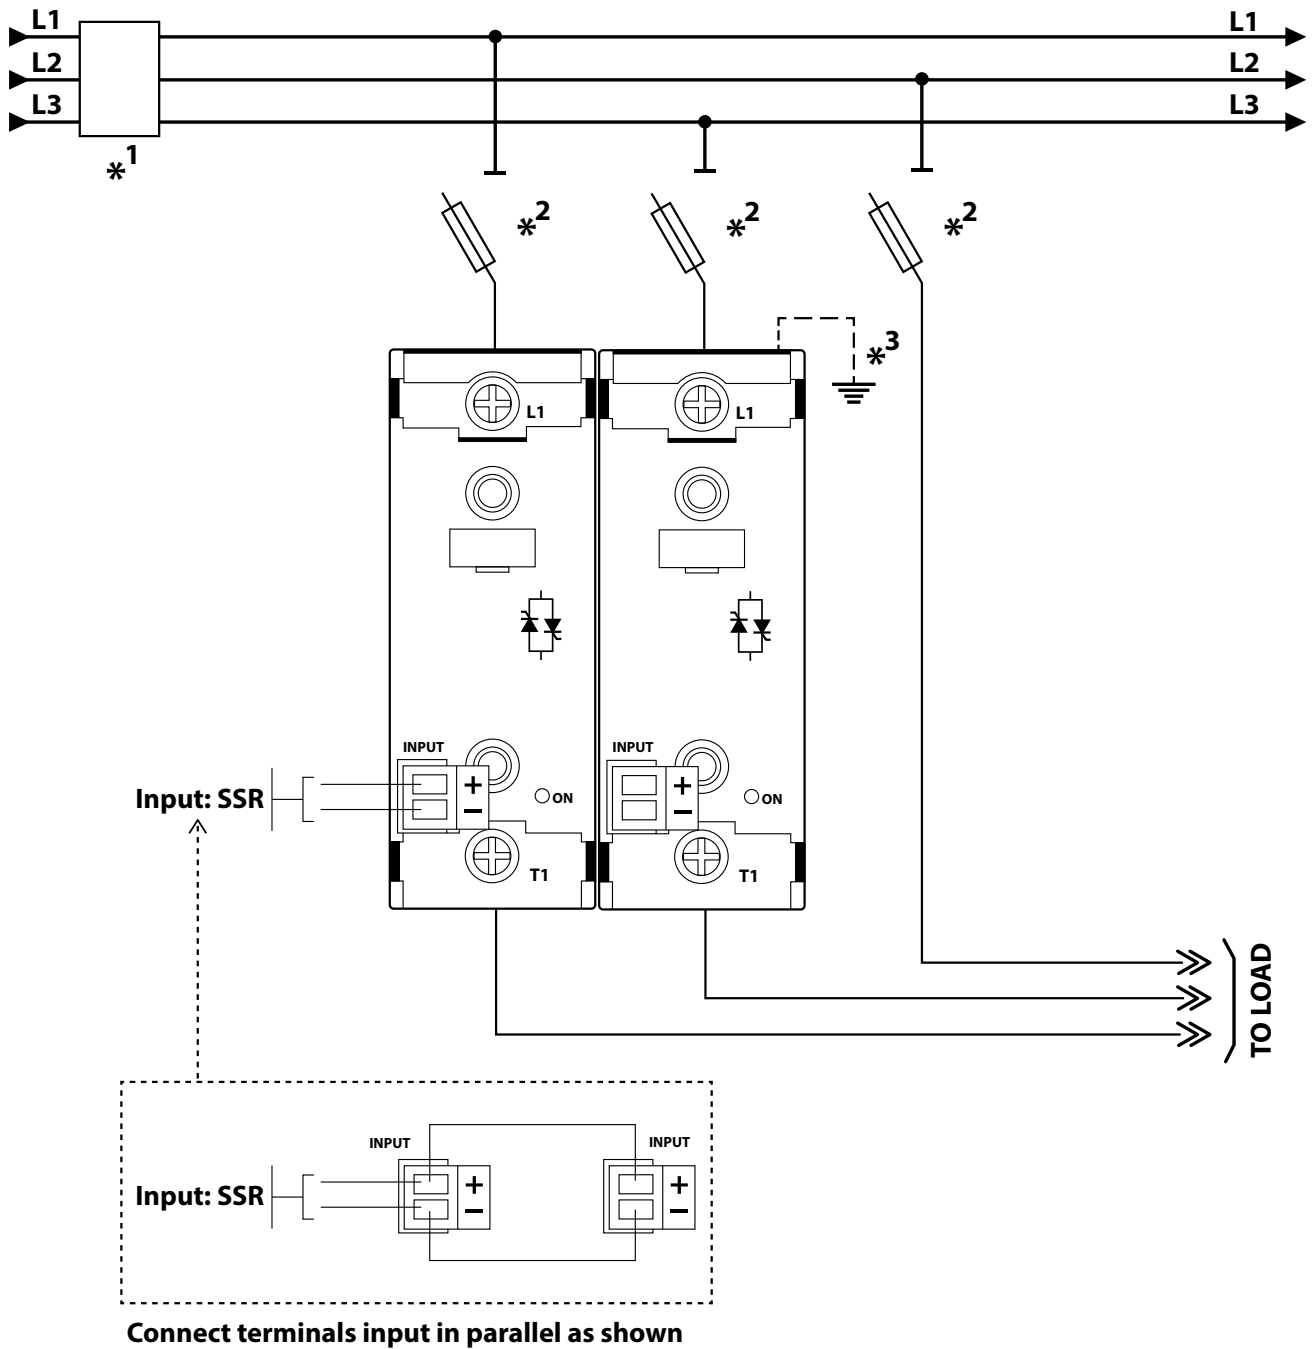 L1
L1
L2
L2
L3
L3
*1
*2
*2
*2
*3
L1
L1
INPUT
INPUT
Input: SSR
+
−
ON
+
−
ON
T1
T1
TO LOAD
INPUT
INPUT
Input: SSR
+
−
+
−
Connect terminals input in parallel as shown